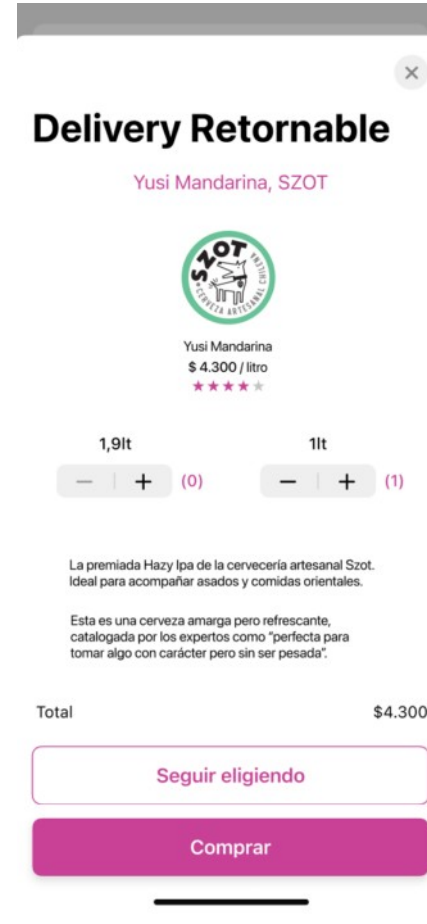 Delivery Retornable
Yusi Mandarina, SZOT
SZOT
CERVEZA ARTESANAL CHILENA
Yusi Mandarina
$ 4.300 / litro
1,9lt 1lt
(0) (1)
La premiada Hazy Ipa de la cervecería artesanal Szot.
Ideal para acompañar asados y comidas orientales.
Esta es una cerveza amarga pero refrescante,
catalogada por los expertos como “perfecta para
tomar algo con carácter pero sin ser pesada”.
Total $4.300
Seguir eligiendo
Comprar